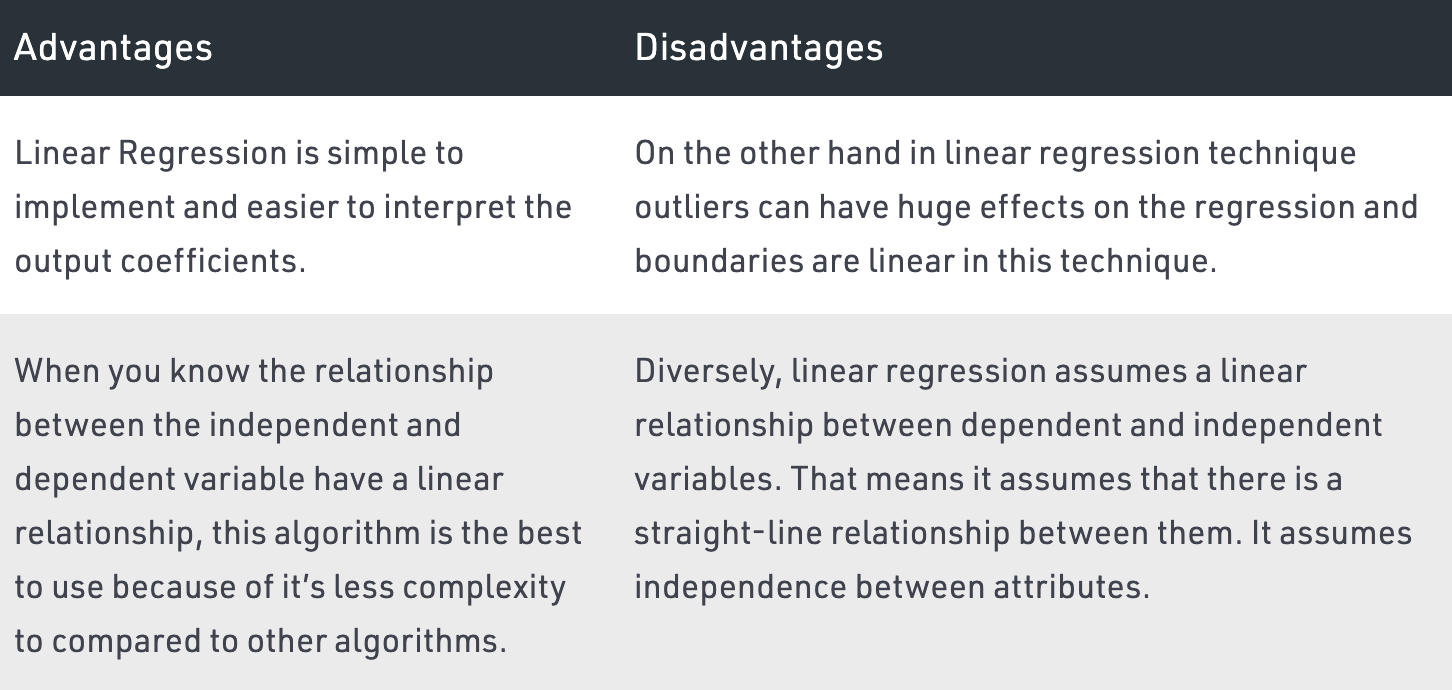 Advantages
Disadvantages
Linear Regression is simple to
implement and easier to interpret the
output coefficients.
On the other hand in linear regression technique
outliers can have huge effects on the regression and
boundaries are linear in this technique.
When you know the relationship
between the independent and
dependent variable have a linear
relationship, this algorithm is the best
to use because of it’s less complexity
to compared to other algorithms.
Diversely, linear regression assumes a linear
relationship between dependent and independent
variables. That means it assumes that there is a
straight-line relationship between them. It assumes
independence between attributes.